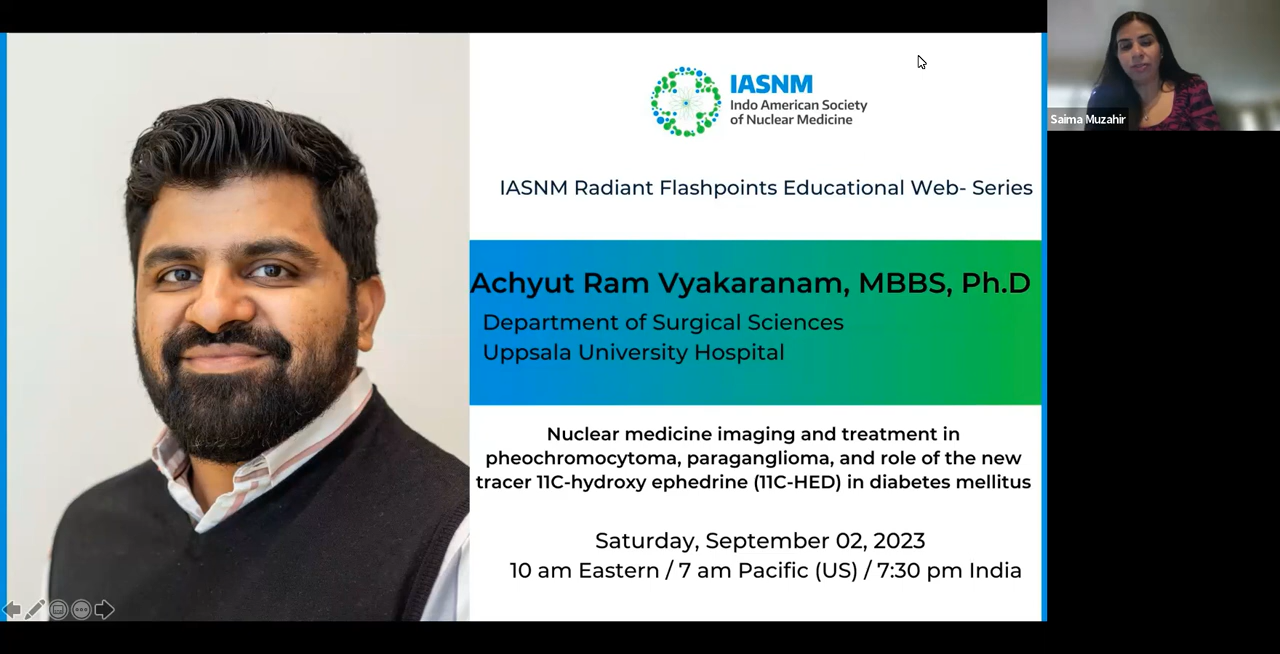 IASNM
Indo American Society
of Nuclear Medicine
Saima Muzahir
IASNM Radiant Flashpoints Educational Web- Series
Achyut Ram Vyakaranam, MBBS, Ph.D
Department of Surgical Sciences
Uppsala University Hospital
Nuclear medicine imaging and treatment in
pheochromocytoma, paraganglioma, and role of the new
tracer 11C-hydroxy ephedrine (11C-HED) in diabetes mellitus
Saturday, September 02, 2023
10 am Eastern / 7 am Pacific (US) / 7:30 pm India